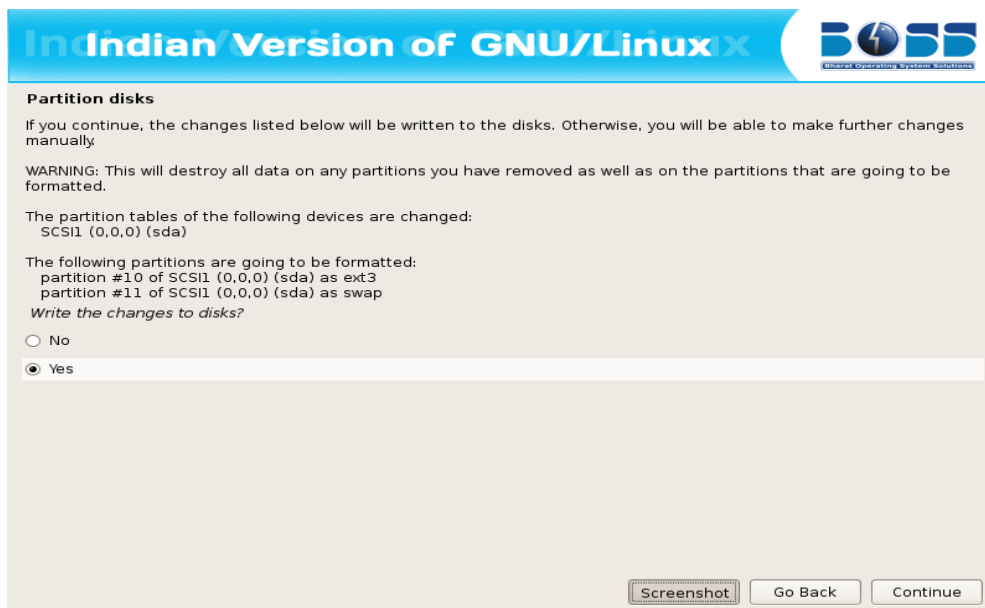 Indian Version of GNU/Linux
BOSS
Bharat Operating System Solutions
Partition disks
If you continue, the changes listed below will be written to the disks. Otherwise, you will be able to make further changes
manually.
WARNING: This will destroy all data on any partitions you have removed as well as on the partitions that are going to be
formatted.
The partition tables of the following devices are changed:
SCSI1 (0,0,0) (sda)
The following partitions are going to be formatted:
partition #10 of SCSI1 (0,0,0) (sda) as ext3
partition #11 of SCSI1 (0,0,0) (sda) as swap
Write the changes to disks?
No
Yes
Screenshot
Go Back
Continue